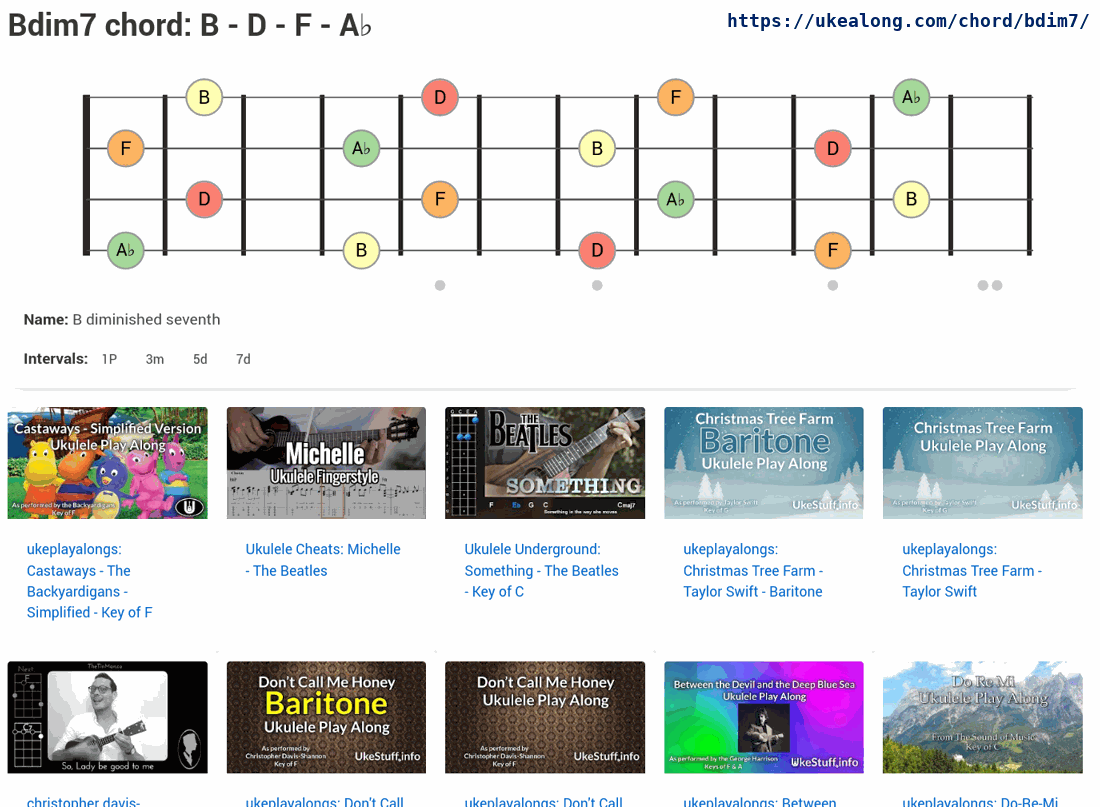 Bdim7 chord: B - D - F - A♭
https://ukealong.com/chord/bdim7/
B D F A♭
F A♭ B D
D F A♭ B
A♭ B D F
Name: B diminished seventh
Intervals: 1P 3m 5d 7d
Castaways - Simplified Version
Ukulele Play Along
As performed by the Backyardigans
Key of F
Michelle
Ukulele Fingerstyle
G C E A
THE
BEATLES
SOMETHING
F E♭ G C Cmaj7
Something in the way she moves
Christmas Tree Farm
Baritone
Ukulele Play Along
As performed by Taylor Swift
Key of G
UkeStuff.info
Christmas Tree Farm
Ukulele Play Along
As performed by Taylor Swift
Key of G
UkeStuff.info
ukeplayalongs:
Castaways - The
Backyardigans -
Simplified - Key of F
Ukulele Cheats: Michelle
- The Beatles
Ukulele Underground:
Something - The Beatles
- Key of C
ukeplayalongs:
Christmas Tree Farm -
Taylor Swift - Baritone
ukeplayalongs:
Christmas Tree Farm -
Taylor Swift
Next
F
C7
So, Lady be good to me
Don't Call Me Honey
Baritone
Ukulele Play Along
As performed by
Christopher Davis-Shannon
Key of F
UkeStuff.info
Don't Call Me Honey
Ukulele Play Along
As performed by
Christopher Davis-Shannon
Key of F
UkeStuff.info
Between the Devil and the Deep Blue Sea
Ukulele Play Along
As performed by the George Harrison
Keys of F & A
UkeStuff.info
Do Re Mi
Ukulele Play Along
From The Sound of Music
Key of C
christopher davis-
ukeplayalongs: Don't Call
ukeplayalongs: Don't Call
ukeplayalongs: Between
ukeplayalongs: Do-Re-Mi